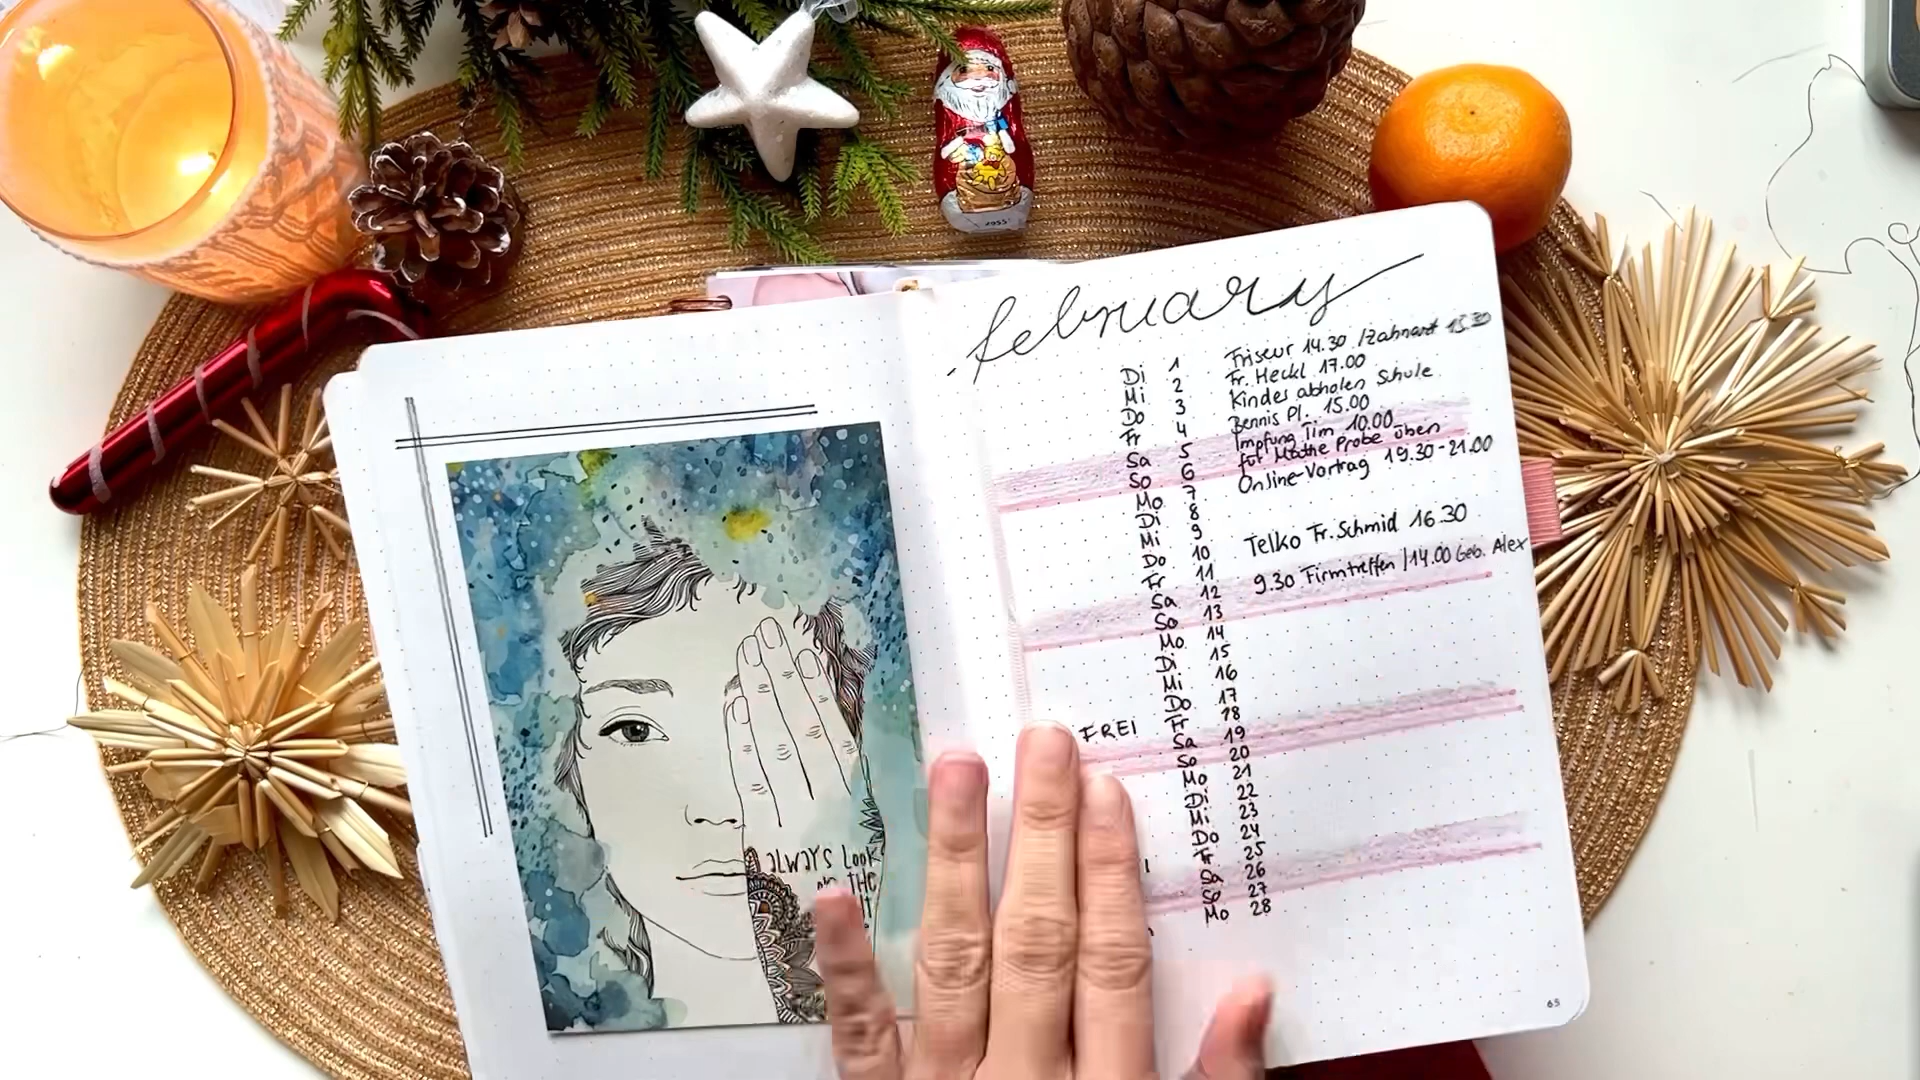 february
Di 1 Friseur 14.30 / Zahnarzt 15.30
Mi 2 Fr. Heckl 17.00
Do 3 Kinder abholen Schule
Fr 4 Bennis Pl. 15.00
Sa 5 Impfung Tim 10.00
So 6 für Mathe Probe üben
Mo 7 Online-Vortrag 19.30-21.00
Di 8
Mi 9
Do 10 Telko Fr. Schmid 16.30
Fr 11
Sa 12 9.30 Firmtreffen / 14.00 Geb. Alex
So 13
Mo 14
Di 15
Mi 16
Do 17
FREI Fr 18
Sa 19
So 20
Mo 21
Di 22
Mi 23
Do 24
Fr 25
Sa 26
So 27
Mo 28
ALWAYS LOOK
THE
65